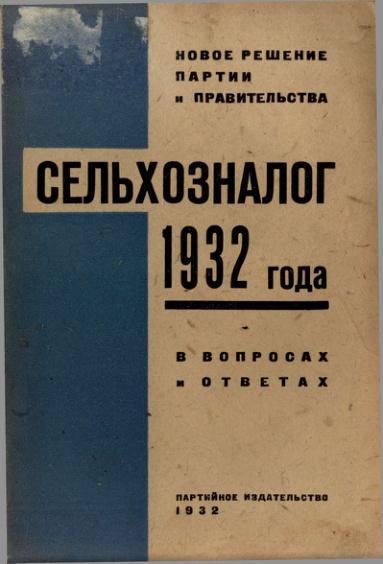 НОВОЕ РЕШЕНИЕ
ПАРТИИ
и ПРАВИТЕЛЬСТВА
СЕЛЬХОЗНАЛОГ
1932 года
В ВОПРОСАХ
и ОТВЕТАХ
ПАРТИЙНОЕ ИЗДАТЕЛЬСТВО
1932